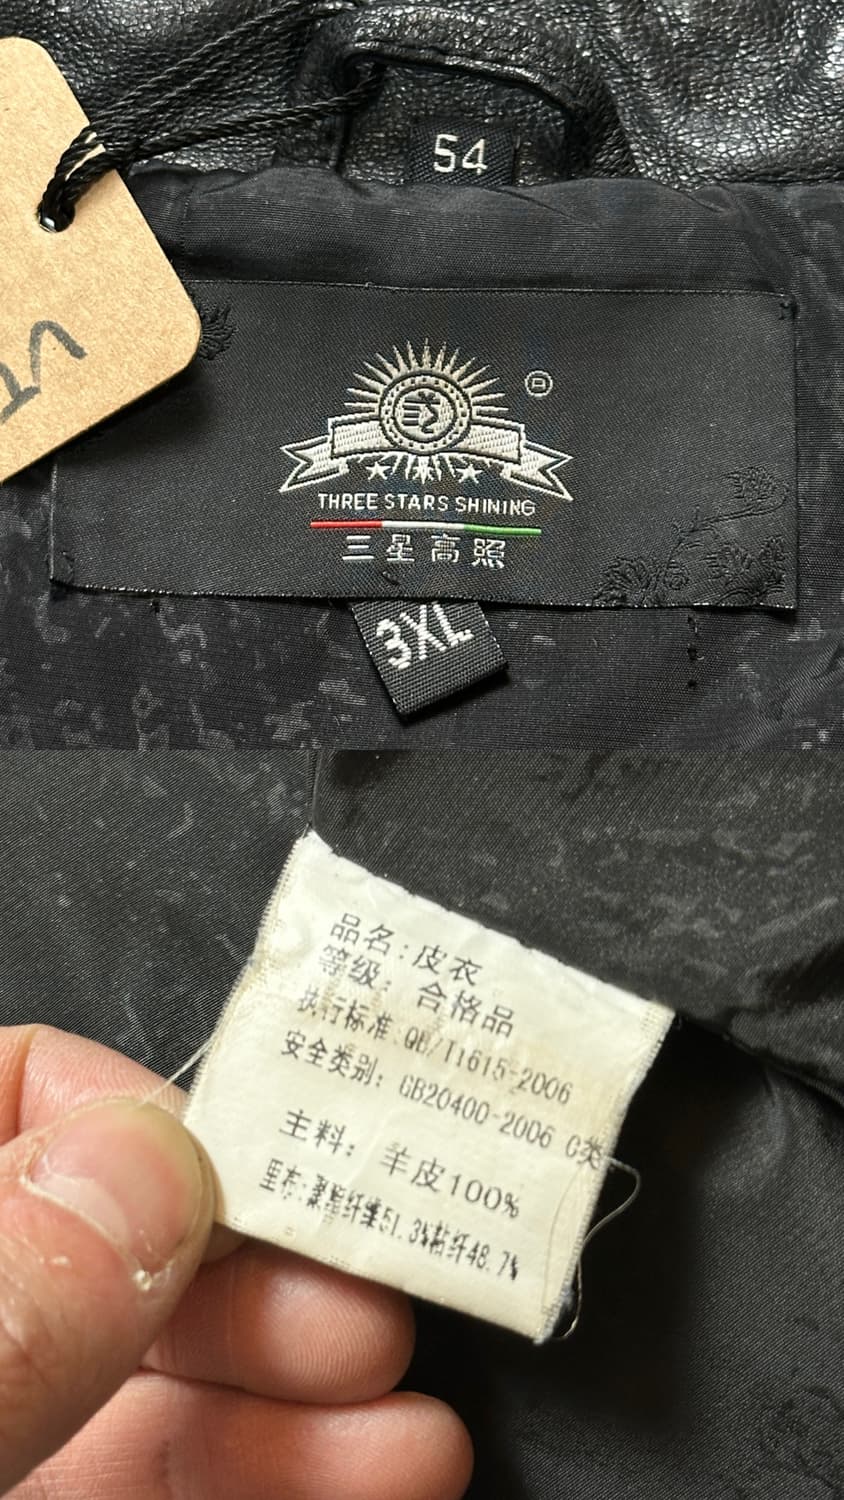 54
®
THREE STARS SHINING
三星高照
3XL
品名:皮衣
等级:合格品
执行标准 QB/T1615-2006
安全类别:GB20400-2006 C类
主料:羊皮100%
里布:聚酯纤维51.3%粘纤48.7%